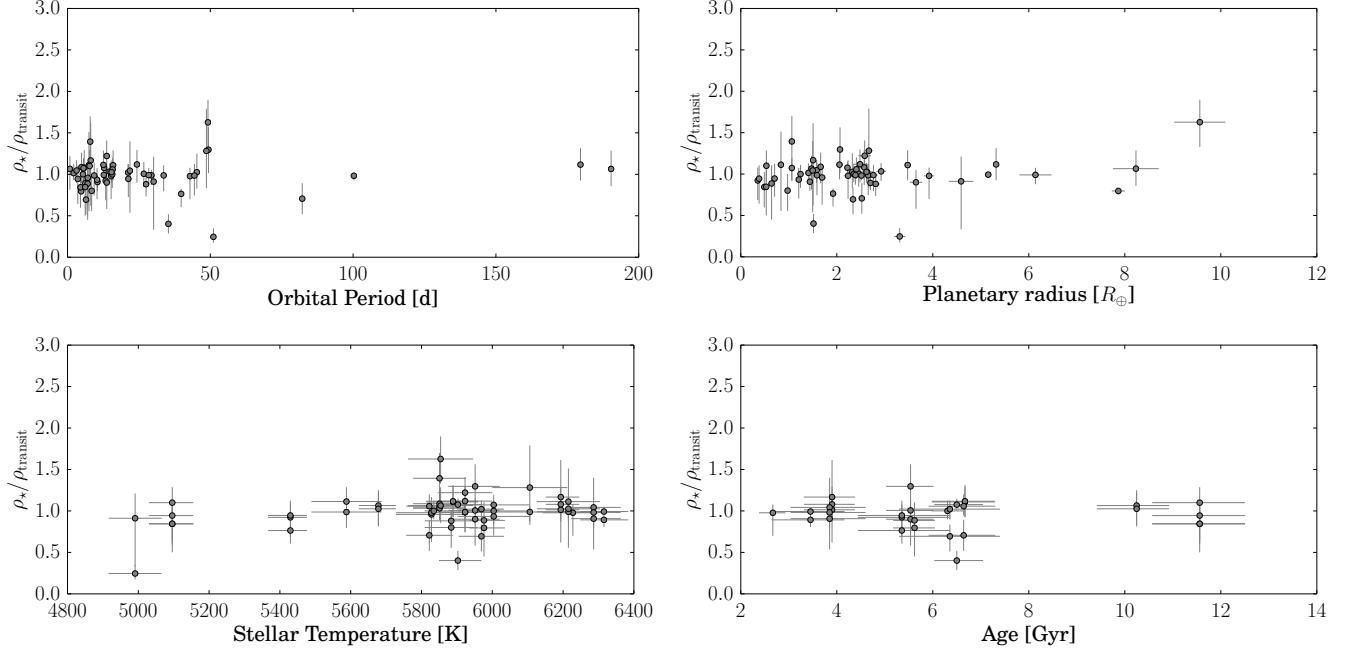 3.0
2.5
2.0
1.5
1.0
0.5
0.0
ρ⋆/ρtransit
0 50 100 150 200
Orbital Period [d]
3.0
2.5
2.0
1.5
1.0
0.5
0.0
ρ⋆/ρtransit
0 2 4 6 8 10 12
Planetary radius [R⊕]
3.0
2.5
2.0
1.5
1.0
0.5
0.0
ρ⋆/ρtransit
4800 5000 5200 5400 5600 5800 6000 6200 6400
Stellar Temperature [K]
3.0
2.5
2.0
1.5
1.0
0.5
0.0
ρ⋆/ρtransit
2 4 6 8 10 12 14
Age [Gyr]